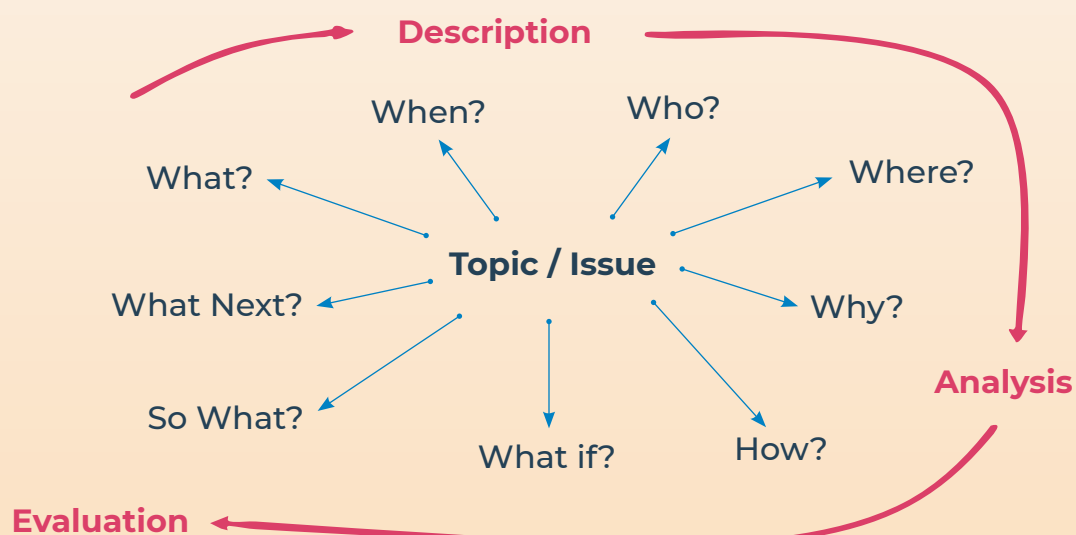 Description
When?
Who?
What?
Where?
Topic / Issue
What Next?
Why?
Analysis
So What?
What if?
How?
Evaluation